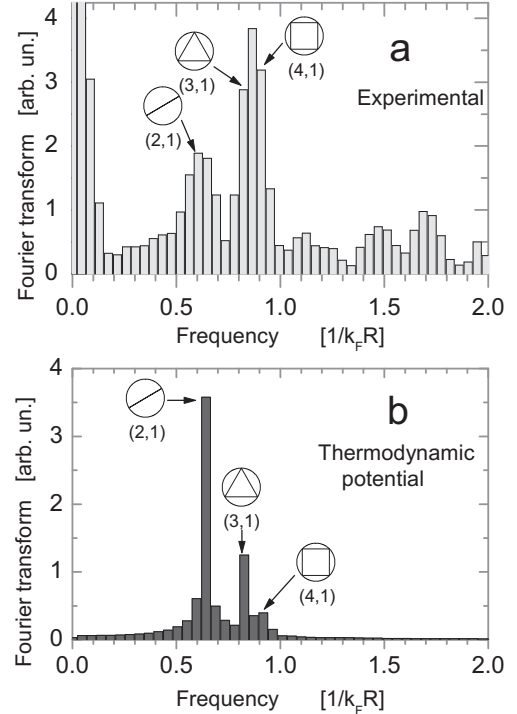 4
3
2
1
0
Fourier transform [arb. un.]
a
Experimental
(2,1)
(3,1)
(4,1)
0.0 0.5 1.0 1.5 2.0
Frequency [1/k_F R]
4
3
2
1
0
Fourier transform [arb. un.]
b
Thermodynamic
potential
(2,1)
(3,1)
(4,1)
0.0 0.5 1.0 1.5 2.0
Frequency [1/k_F R]